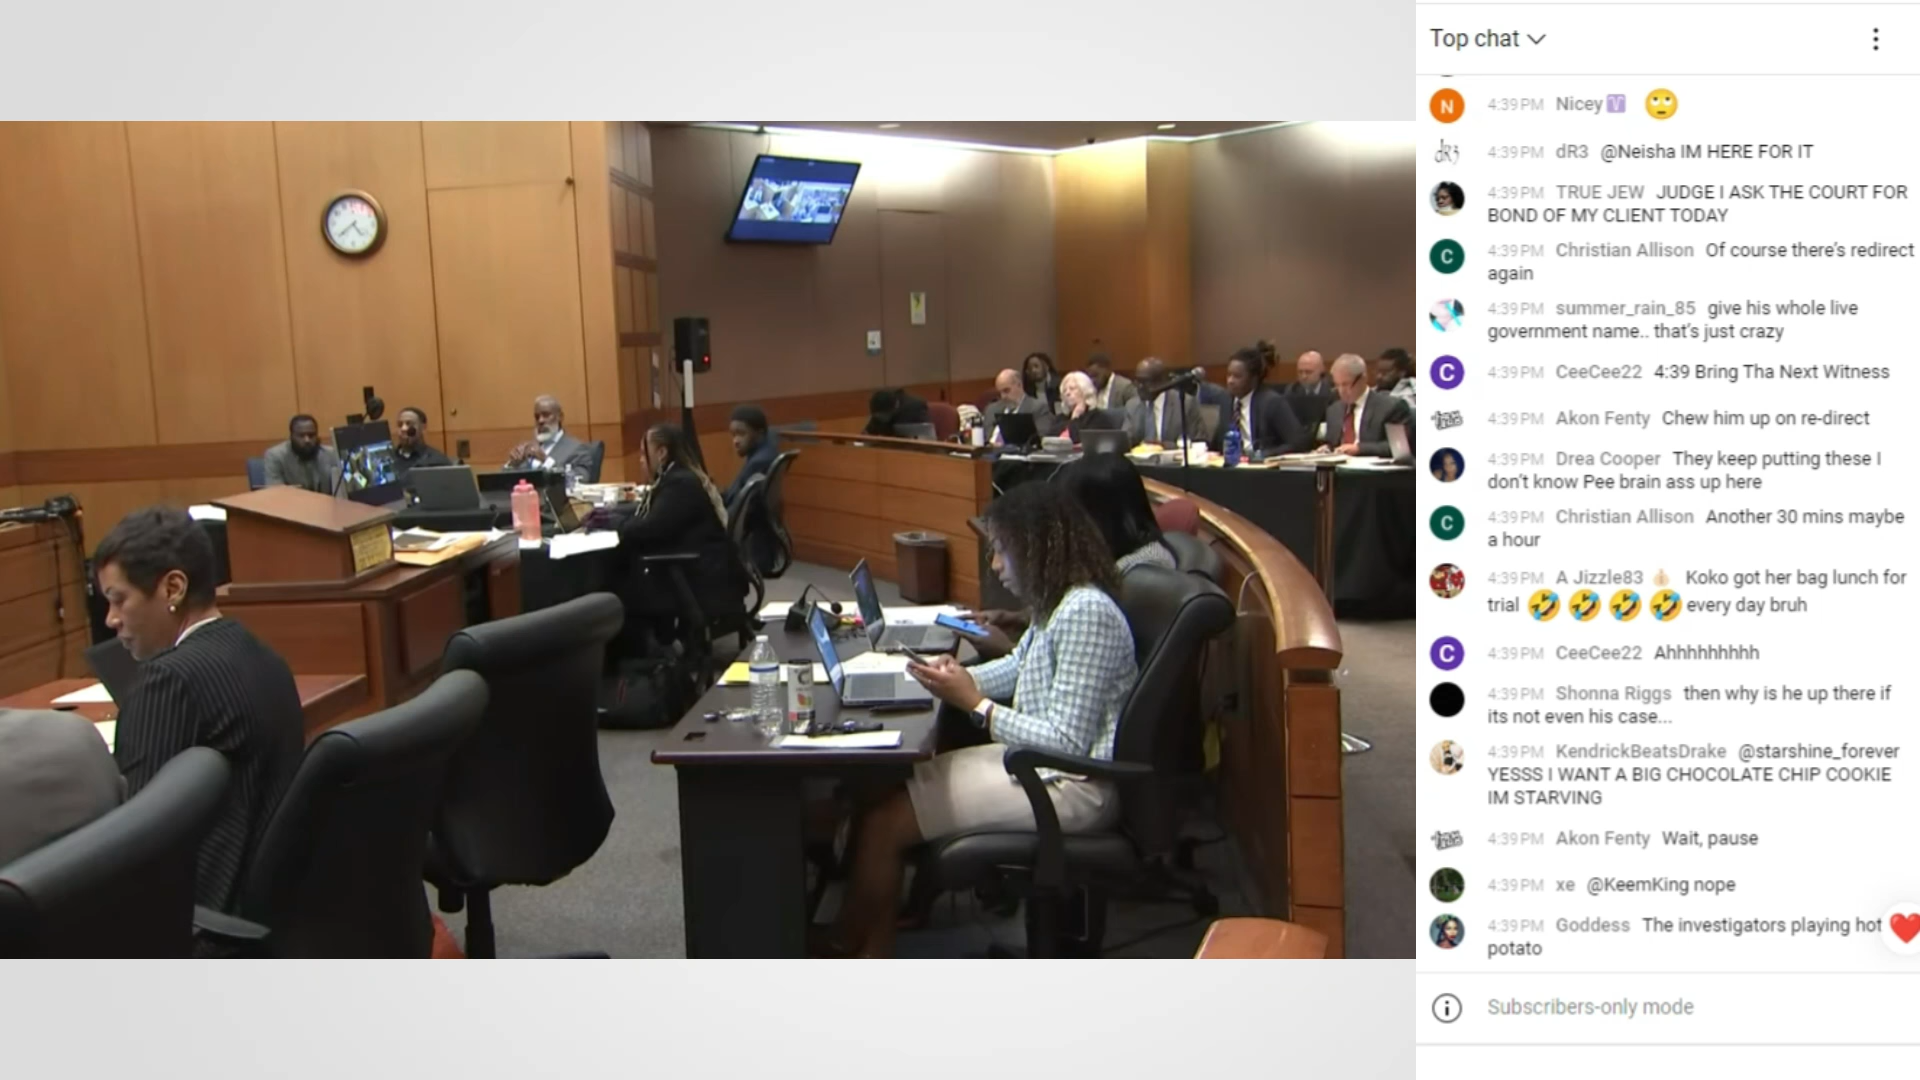 Top chat
4:39 PM Nicey V 🙄
dR3 4:39 PM dR3 @Neisha IM HERE FOR IT
4:39 PM TRUE JEW JUDGE I ASK THE COURT FOR
BOND OF MY CLIENT TODAY
C 4:39 PM Christian Allison Of course there's redirect
again
4:39 PM summer_rain_85 give his whole live
government name.. that's just crazy
C 4:39 PM CeeCee22 4:39 Bring Tha Next Witness
4:39 PM Akon Fenty Chew him up on re-direct
4:39 PM Drea Cooper They keep putting these I
don't know Pee brain ass up here
C 4:39 PM Christian Allison Another 30 mins maybe
a hour
4:39 PM A Jizzle83 Koko got her bag lunch for
trial 🤣 🤣 🤣 🤣 every day bruh
C 4:39 PM CeeCee22 Ahhhhhhhhh
4:39 PM Shonna Riggs then why is he up there if
its not even his case...
4:39 PM KendrickBeatsDrake @starshine_forever
YESSS I WANT A BIG CHOCOLATE CHIP COOKIE
IM STARVING
4:39 PM Akon Fenty Wait, pause
4:39 PM xe @KeemKing nope
4:39 PM Goddess The investigators playing hot
potato
Subscribers-only mode